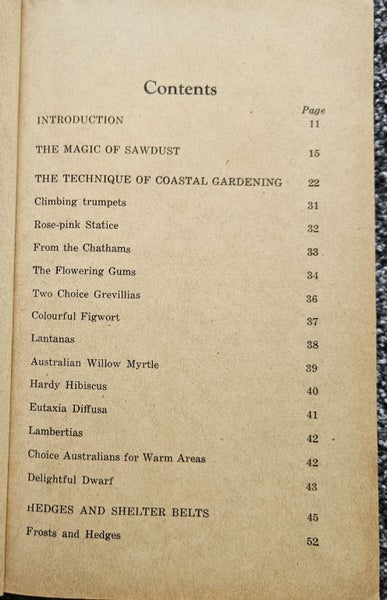 Contents
Page
INTRODUCTION 11
THE MAGIC OF SAWDUST 15
THE TECHNIQUE OF COASTAL GARDENING 22
Climbing trumpets 31
Rose-pink Statice 32
From the Chathams 33
The Flowering Gums 34
Two Choice Grevillias 36
Colourful Figwort 37
Lantanas 38
Australian Willow Myrtle 39
Hardy Hibiscus 40
Eutaxia Diffusa 41
Lambertias 42
Choice Australians for Warm Areas 42
Delightful Dwarf 43
HEDGES AND SHELTER BELTS 45
Frosts and Hedges 52